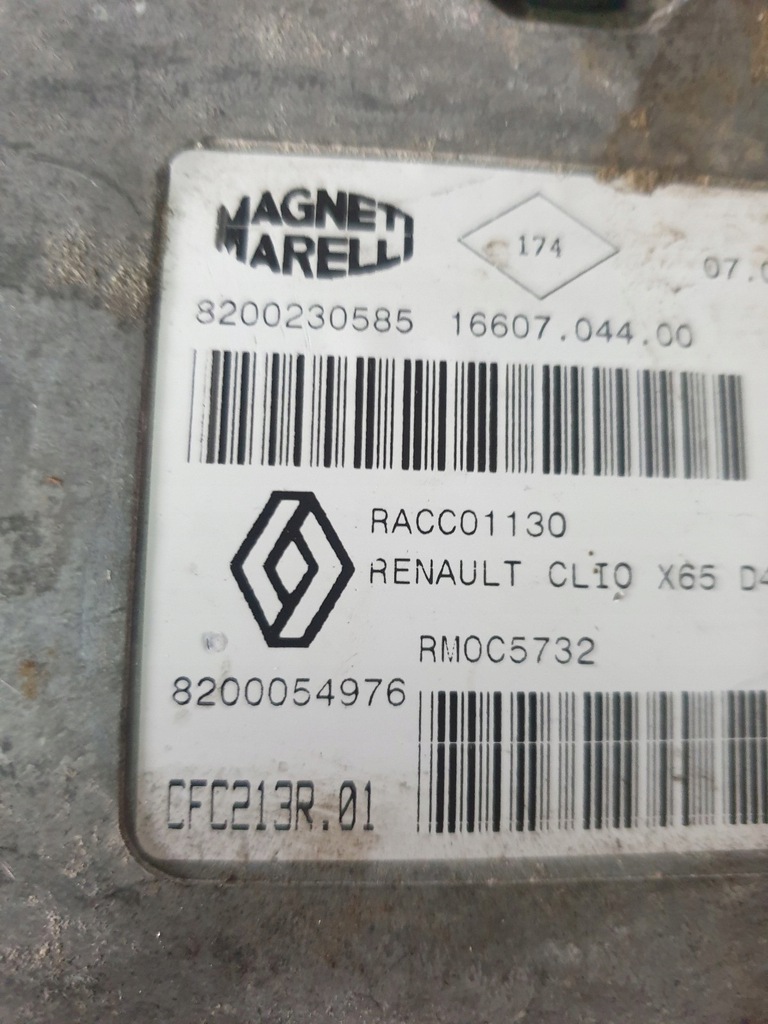 MAGNETI
MARELLI
174
07.0
8200230585 16607.044.00
RACC01130
RENAULT CLIO X65 D4
RM0C5732
8200054976
CFC213R.01